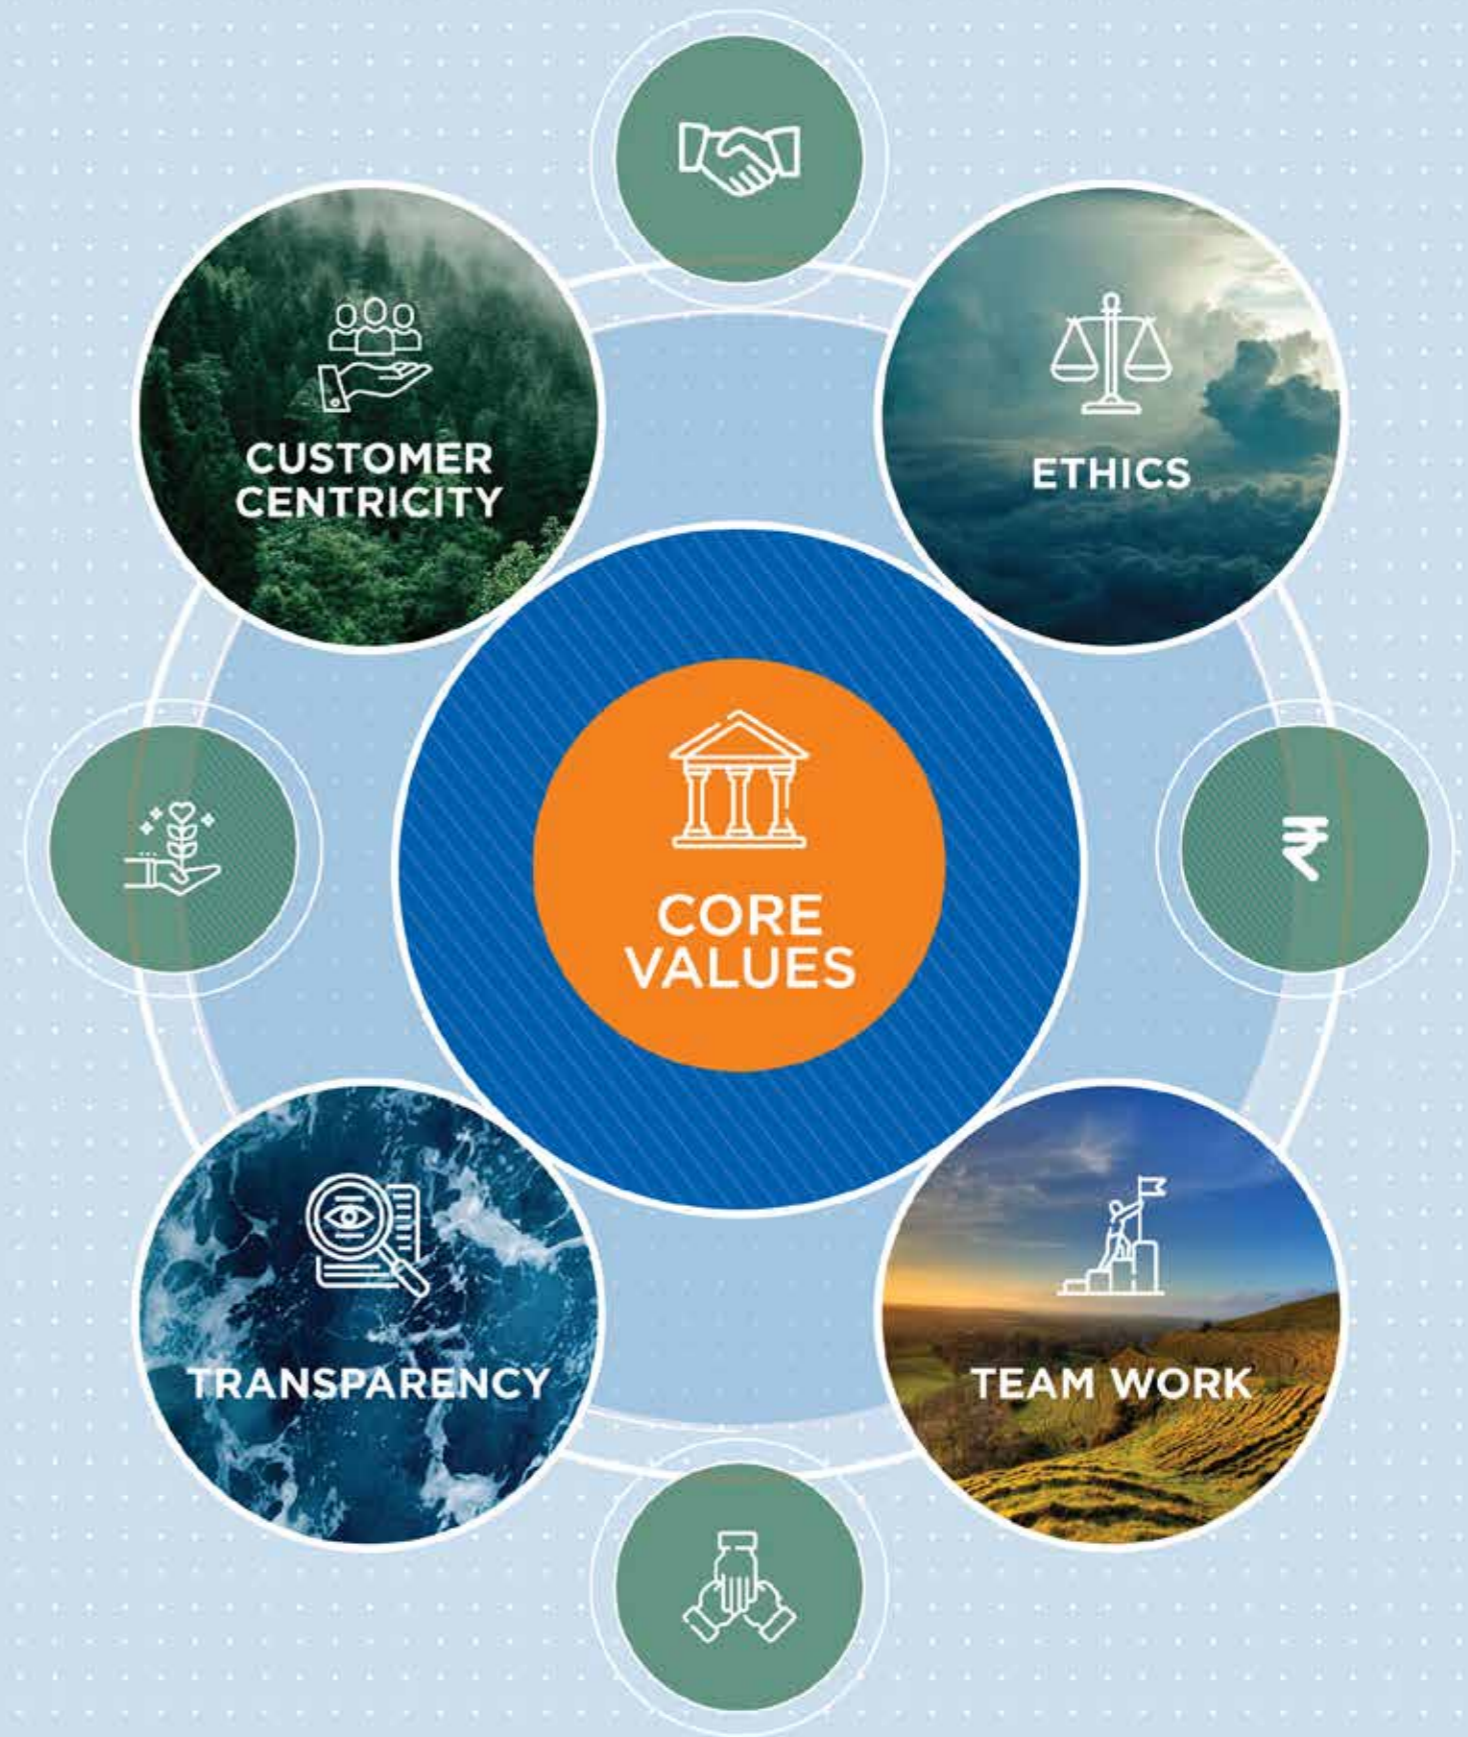 CUSTOMER
CENTRICITY
ETHICS
₹
CORE
VALUES
TRANSPARENCY
TEAM WORK